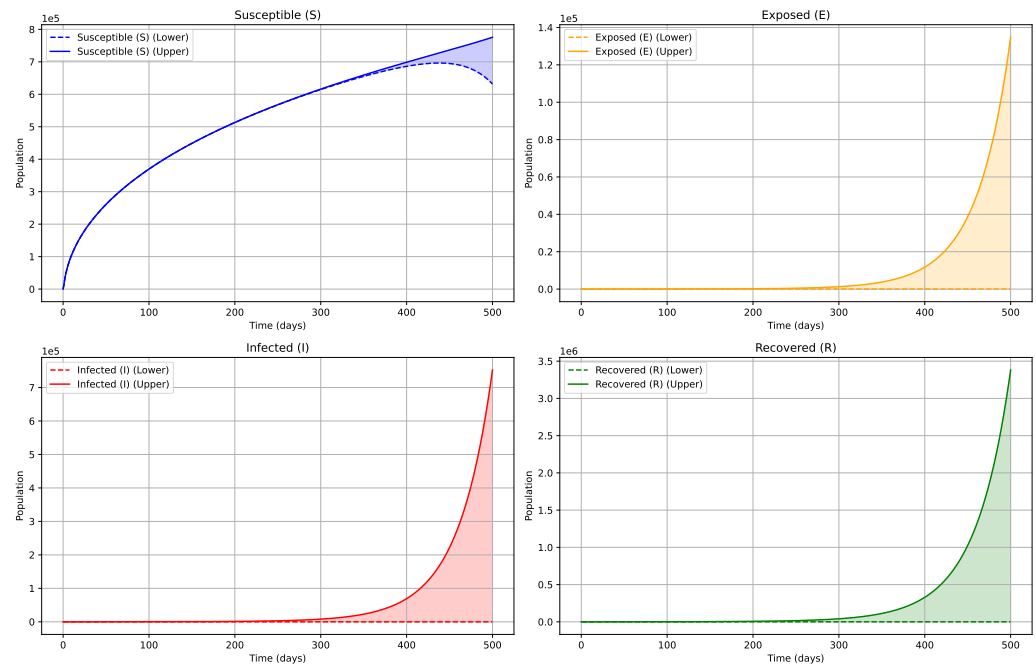 Susceptible (S)
1e5
Susceptible (S) (Lower)
Susceptible (S) (Upper)
8
7
6
5
4
3
2
1
0
Population
0 100 200 300 400 500
Time (days)
Exposed (E)
1e5
Exposed (E) (Lower)
Exposed (E) (Upper)
1.4
1.2
1.0
0.8
0.6
0.4
0.2
0.0
Population
0 100 200 300 400 500
Time (days)
Infected (I)
1e5
Infected (I) (Lower)
Infected (I) (Upper)
7
6
5
4
3
2
1
0
Population
0 100 200 300 400 500
Time (days)
Recovered (R)
1e6
Recovered (R) (Lower)
Recovered (R) (Upper)
3.5
3.0
2.5
2.0
1.5
1.0
0.5
0.0
Population
0 100 200 300 400 500
Time (days)